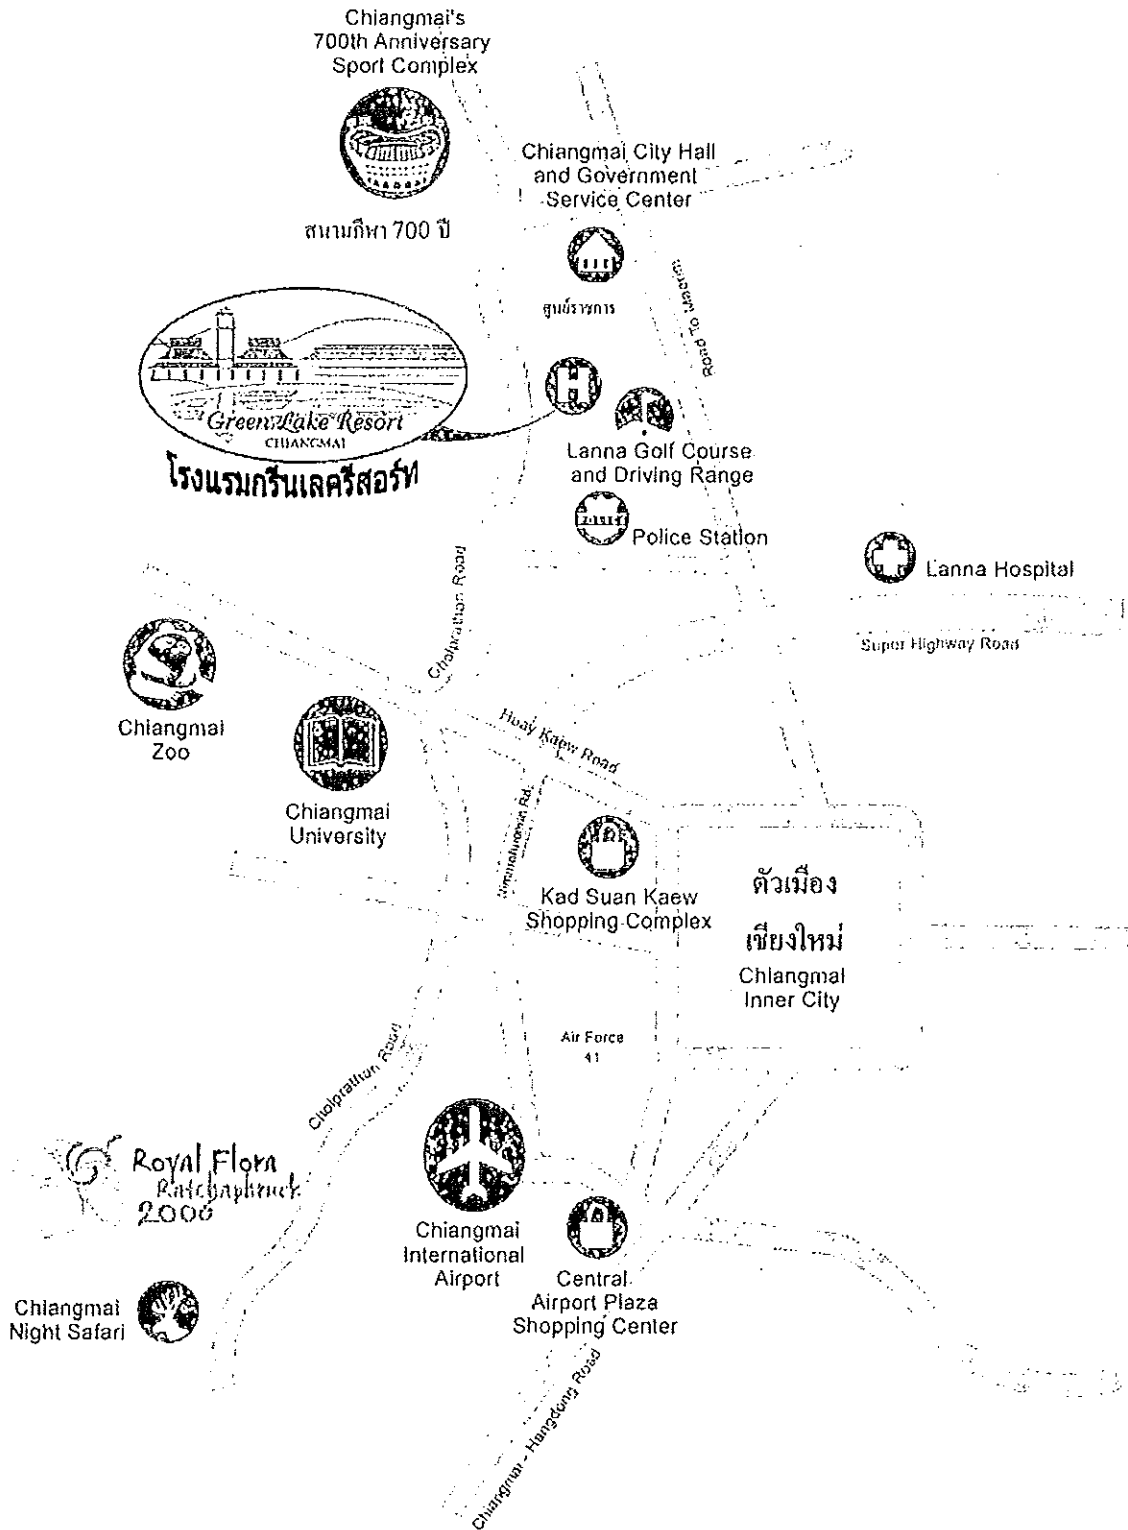 Chiangmai's
700th Anniversary
Sport Complex
สนามกีฬา 700 ปี
Chiangmai City Hall
and Government
Service Center
ศูนย์ราชการ
Road To Maerim
Green Lake Resort
CHIANGMAI
โรงแรมกรีนเลครีสอร์ท
Lanna Golf Course
and Driving Range
Police Station
Lanna Hospital
Super Highway Road
Cholprathan Road
Chiangmai
Zoo
Chiangmai
University
Huay Kaew Road
Kad Suan Kaew
Shopping Complex
ตัวเมือง
เชียงใหม่
Chiangmai
Inner City
Air Force
41
Cholprathan Road
Royal Flora
Ratchaphruek
2006
Chiangmai
International
Airport
Central
Airport Plaza
Shopping Center
Chiangmai
Night Safari
Chiangmai - Hangdong Road